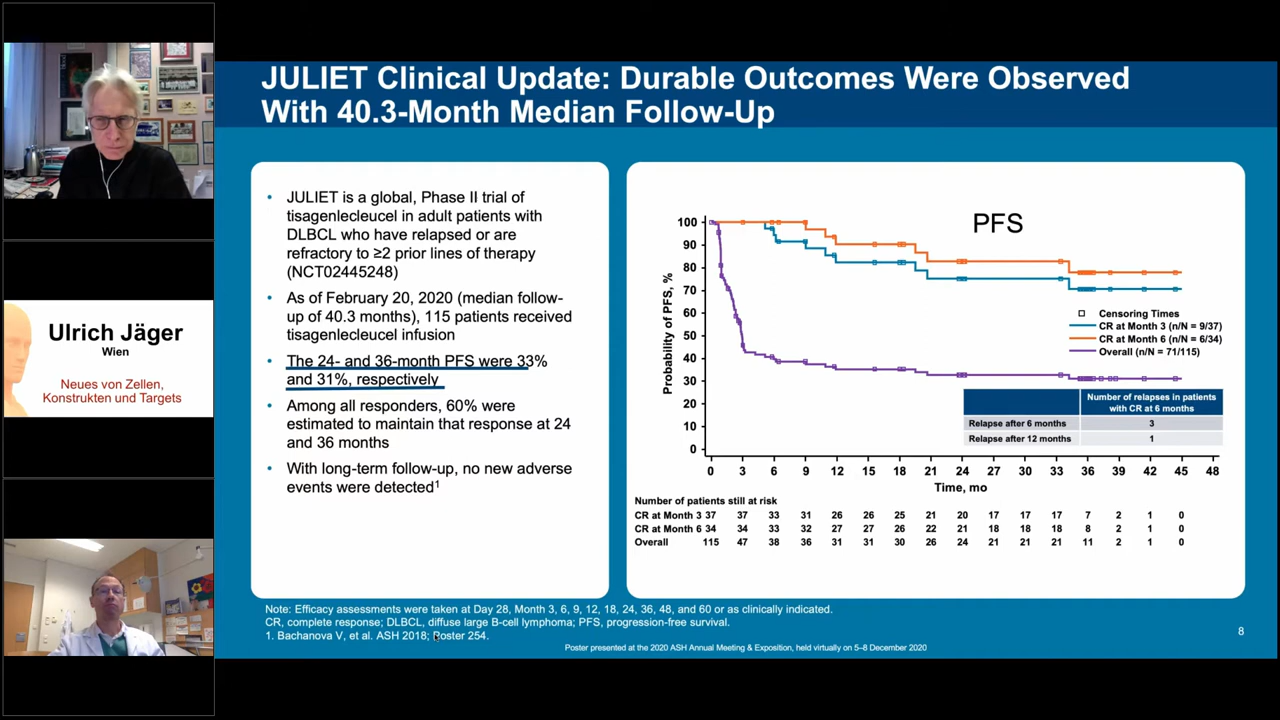 JULIET Clinical Update: Durable Outcomes Were Observed
With 40.3-Month Median Follow-Up
Ulrich Jäger
Wien
Neues von Zellen,
Konstrukten und Targets
• JULIET is a global, Phase II trial of
tisagenlecleucel in adult patients with
DLBCL who have relapsed or are
refractory to ≥2 prior lines of therapy
(NCT02445248)
• As of February 20, 2020 (median follow-
up of 40.3 months), 115 patients received
tisagenlecleucel infusion
• The 24- and 36-month PFS were 33%
and 31%, respectively
• Among all responders, 60% were
estimated to maintain that response at 24
and 36 months
• With long-term follow-up, no new adverse
events were detected¹
PFS
Probability of PFS, %
100
90
80
70
60
50
40
30
20
10
0
Censoring Times
CR at Month 3 (n/N = 9/37)
CR at Month 6 (n/N = 6/34)
Overall (n/N = 71/115)
Number of relapses in patients
with CR at 6 months
Relapse after 6 months 3
Relapse after 12 months 1
0 3 6 9 12 15 18 21 24 27 30 33 36 39 42 45 48
Time, mo
Number of patients still at risk
CR at Month 3 37 37 33 31 26 26 25 21 20 17 17 17 7 2 1 0
CR at Month 6 34 34 33 32 27 27 26 22 21 18 18 18 8 2 1 0
Overall 115 47 38 36 31 31 30 26 24 21 21 21 11 2 1 0
Note: Efficacy assessments were taken at Day 28, Month 3, 6, 9, 12, 18, 24, 36, 48, and 60 or as clinically indicated.
CR, complete response; DLBCL, diffuse large B-cell lymphoma; PFS, progression-free survival.
1. Bachanova V, et al. ASH 2018; Poster 254.
8
Poster presented at the 2020 ASH Annual Meeting & Exposition, held virtually on 5–8 December 2020